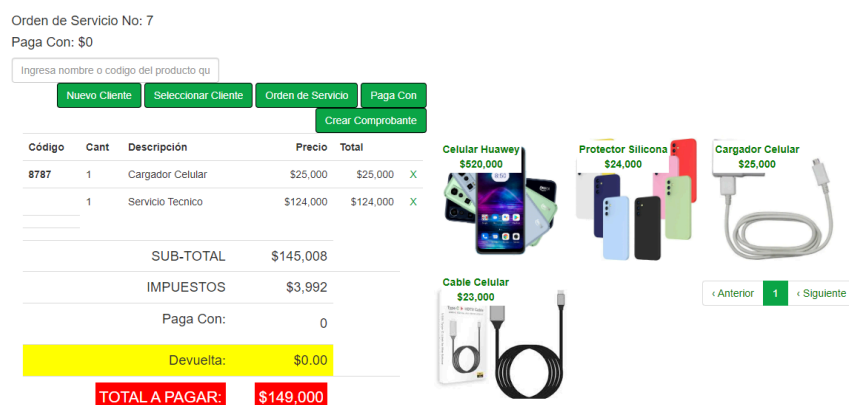 Orden de Servicio No: 7
Paga Con: $0
Ingresa nombre o codigo del producto qu
Nuevo Cliente Seleccionar Cliente Orden de Servicio Paga Con
Crear Comprobante
Código Cant Descripción Precio Total
8787 1 Cargador Celular $25,000 $25,000 X
1 Servicio Tecnico $124,000 $124,000 X
SUB-TOTAL $145,008
IMPUESTOS $3,992
Paga Con: 0
Devuelta: $0.00
TOTAL A PAGAR: $149,000
Celular Huawey
$520,000
Protector Silicona
$24,000
Cargador Celular
$25,000
Cable Celular
$23,000
‹ Anterior 1 ‹ Siguiente